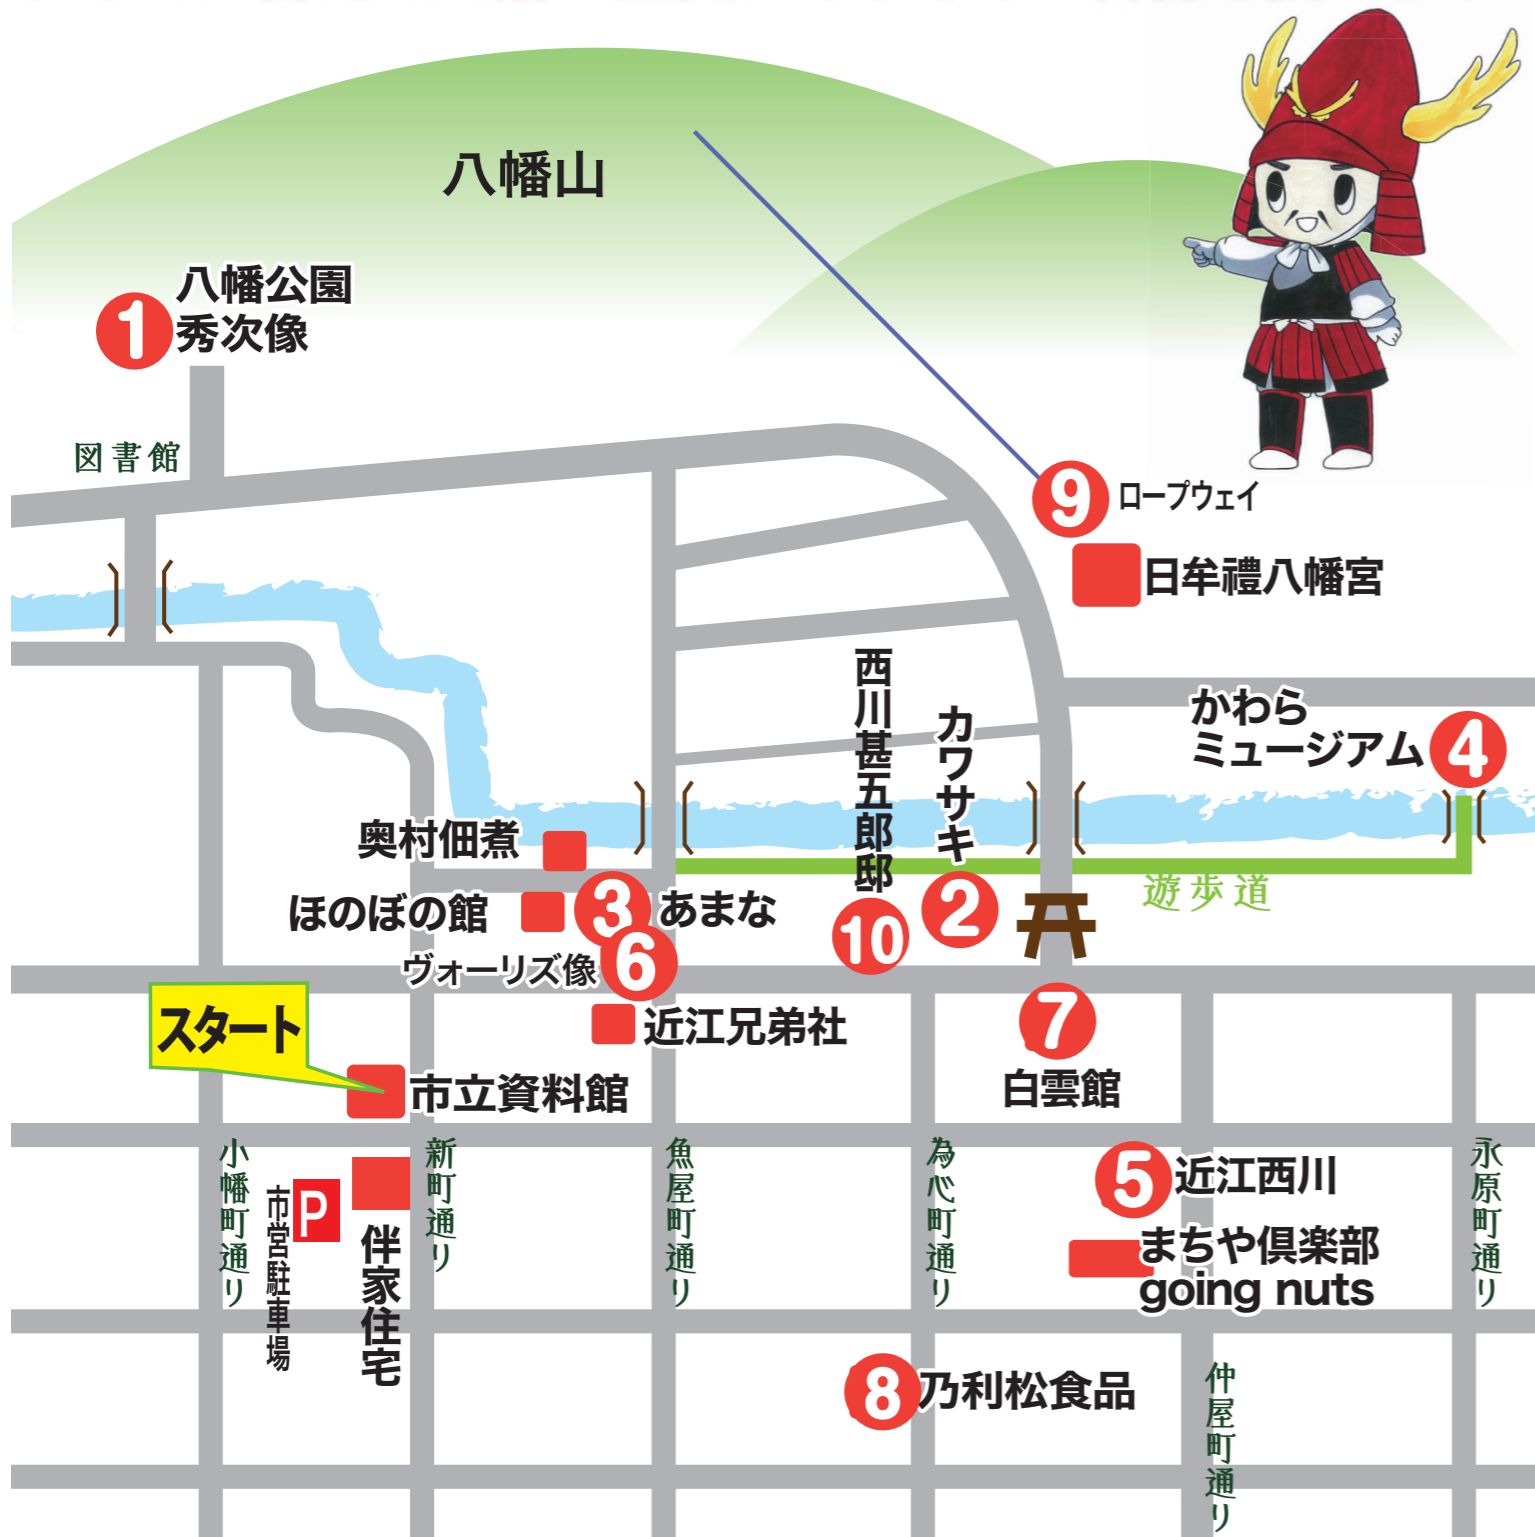 八幡山
八幡公園
1
秀次像
図書館
9
ロープウェイ
日牟禮八幡宮
西川甚五郎邸
カワサキ
かわら
ミュージアム
4
奥村佃煮
ほのぼの館
3
あまな
2
10
遊歩道
ヴォーリズ像
6
スタート
近江兄弟社
7
白雲館
市立資料館
小幡町通り
新町通り
魚屋町通り
為心町通り
永原町通り
5
近江西川
P
市営駐車場
伴家住宅
まちや倶楽部
going nuts
8
乃利松食品
仲屋町通り